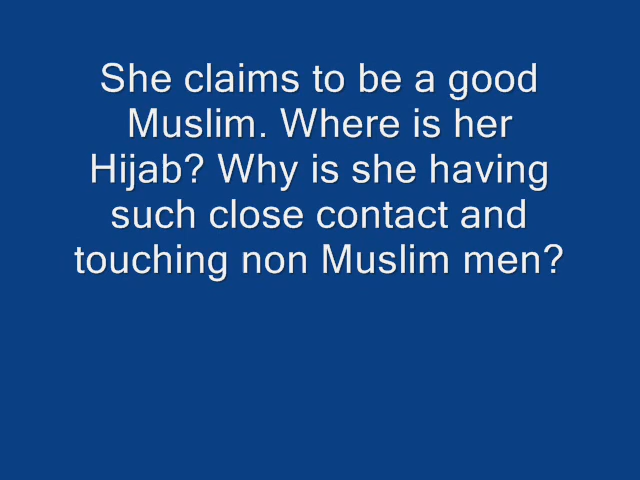 She claims to be a good
Muslim. Where is her
Hijab? Why is she having
such close contact and
touching non Muslim men?